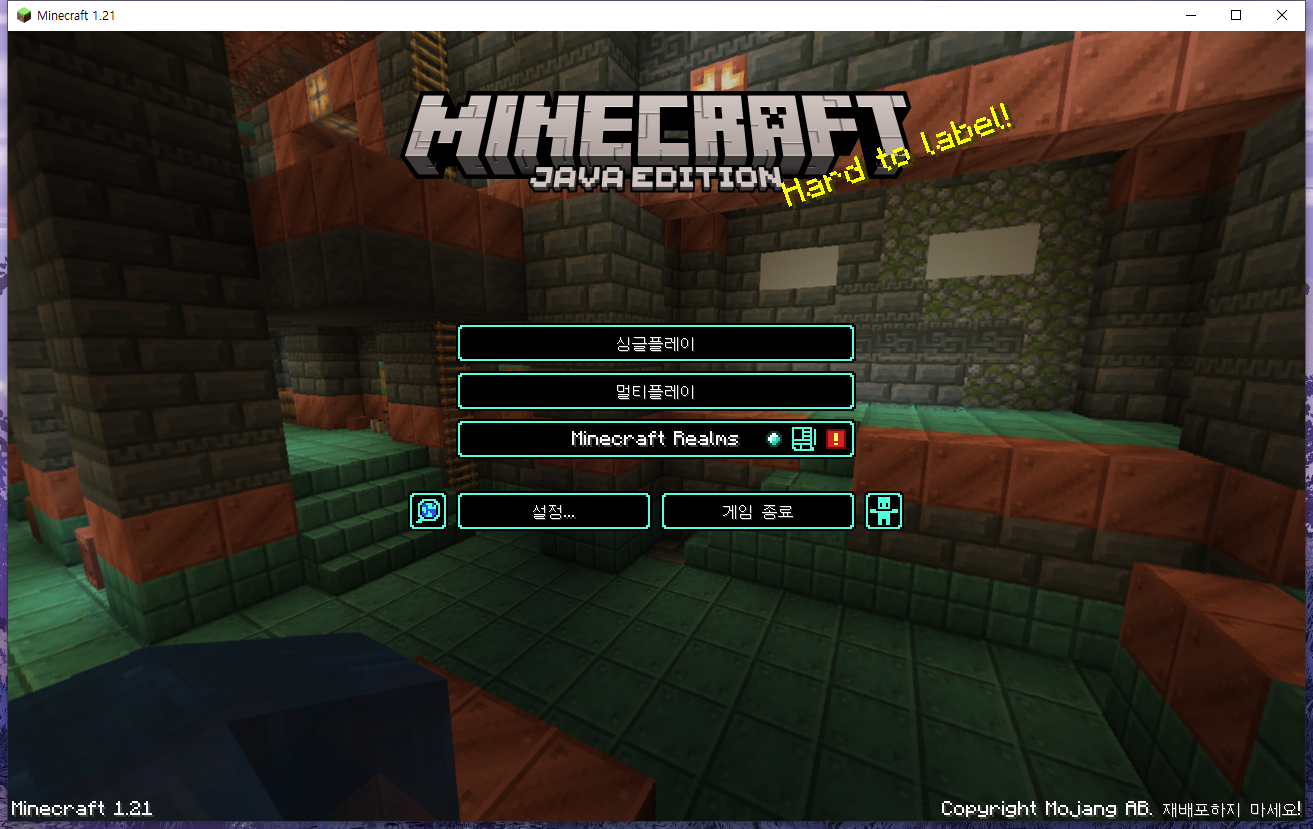 Minecraft 1.21
MINECRAFT
JAVA EDITION
Hard to label!
싱글플레이
멀티플레이
Minecraft Realms
설정...
게임 종료
Minecraft 1.21
Copyright Mojang AB. 재배포하지 마세요!